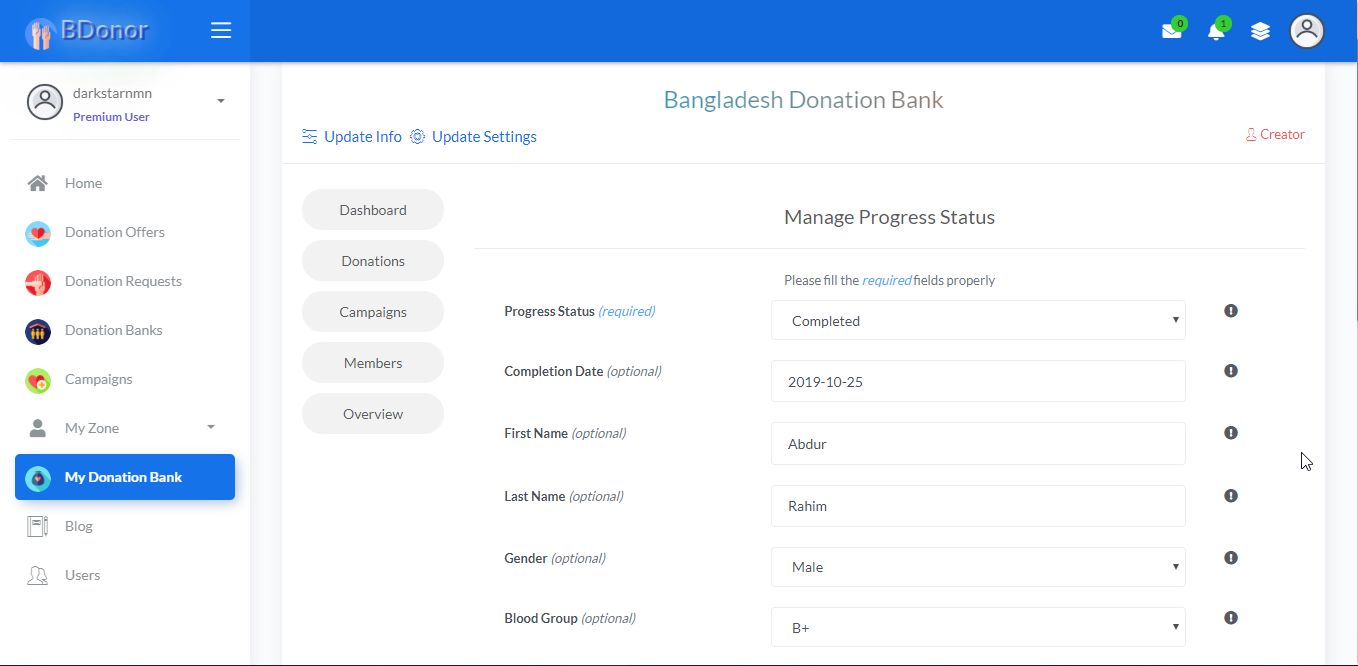 BDonor
0
1
darkstarnmn
Premium User
Home
Donation Offers
Donation Requests
Donation Banks
Campaigns
My Zone
My Donation Bank
Blog
Users
Bangladesh Donation Bank
Update Info Update Settings
Creator
Dashboard
Donations
Campaigns
Members
Overview
Manage Progress Status
Please fill the required fields properly
Progress Status (required)
Completed
Completion Date (optional)
2019-10-25
First Name (optional)
Abdur
Last Name (optional)
Rahim
Gender (optional)
Male
Blood Group (optional)
B+